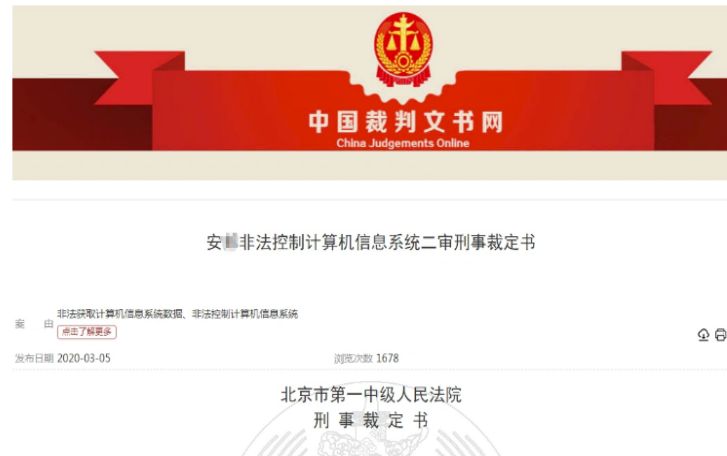 中国裁判文书网
China Judgements Online
安 非法控制计算机信息系统二审刑事裁定书
案 由 非法获取计算机信息系统数据、非法控制计算机信息系统
点击了解更多
发布日期 2020-03-05 浏览次数 1678
北京市第一中级人民法院
刑 事 裁 定 书